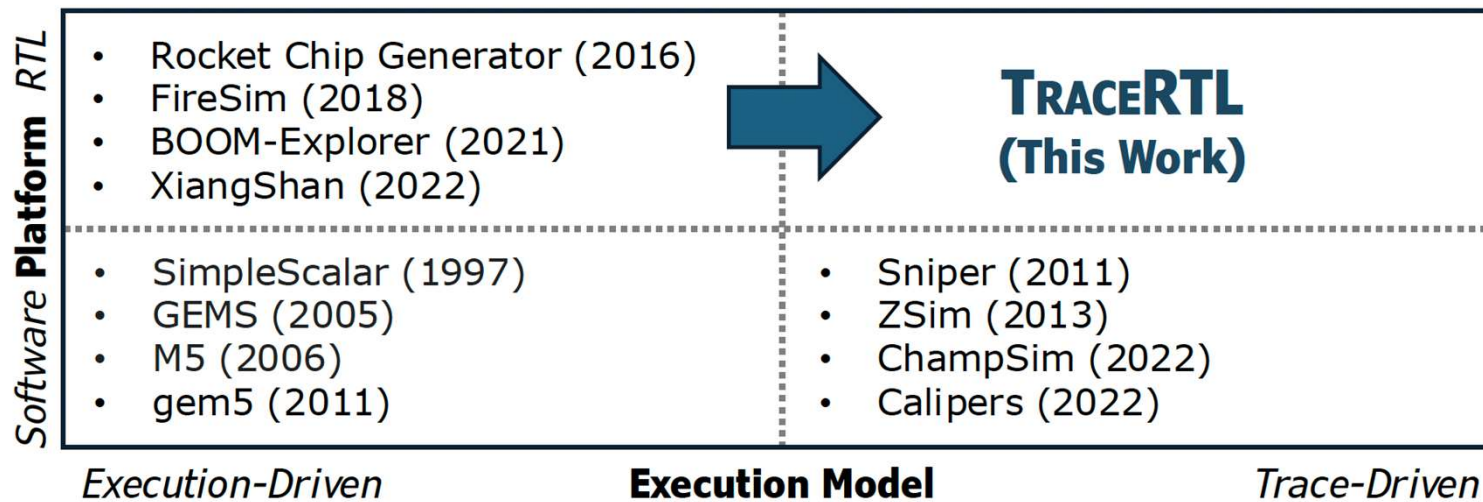 RTL
• Rocket Chip Generator (2016)
• FireSim (2018)
• BOOM-Explorer (2021)
• XiangShan (2022)
TRACERTL
(This Work)
Platform
Software
• SimpleScalar (1997)
• GEMS (2005)
• M5 (2006)
• gem5 (2011)
• Sniper (2011)
• ZSim (2013)
• ChampSim (2022)
• Calipers (2022)
Execution-Driven
Execution Model
Trace-Driven